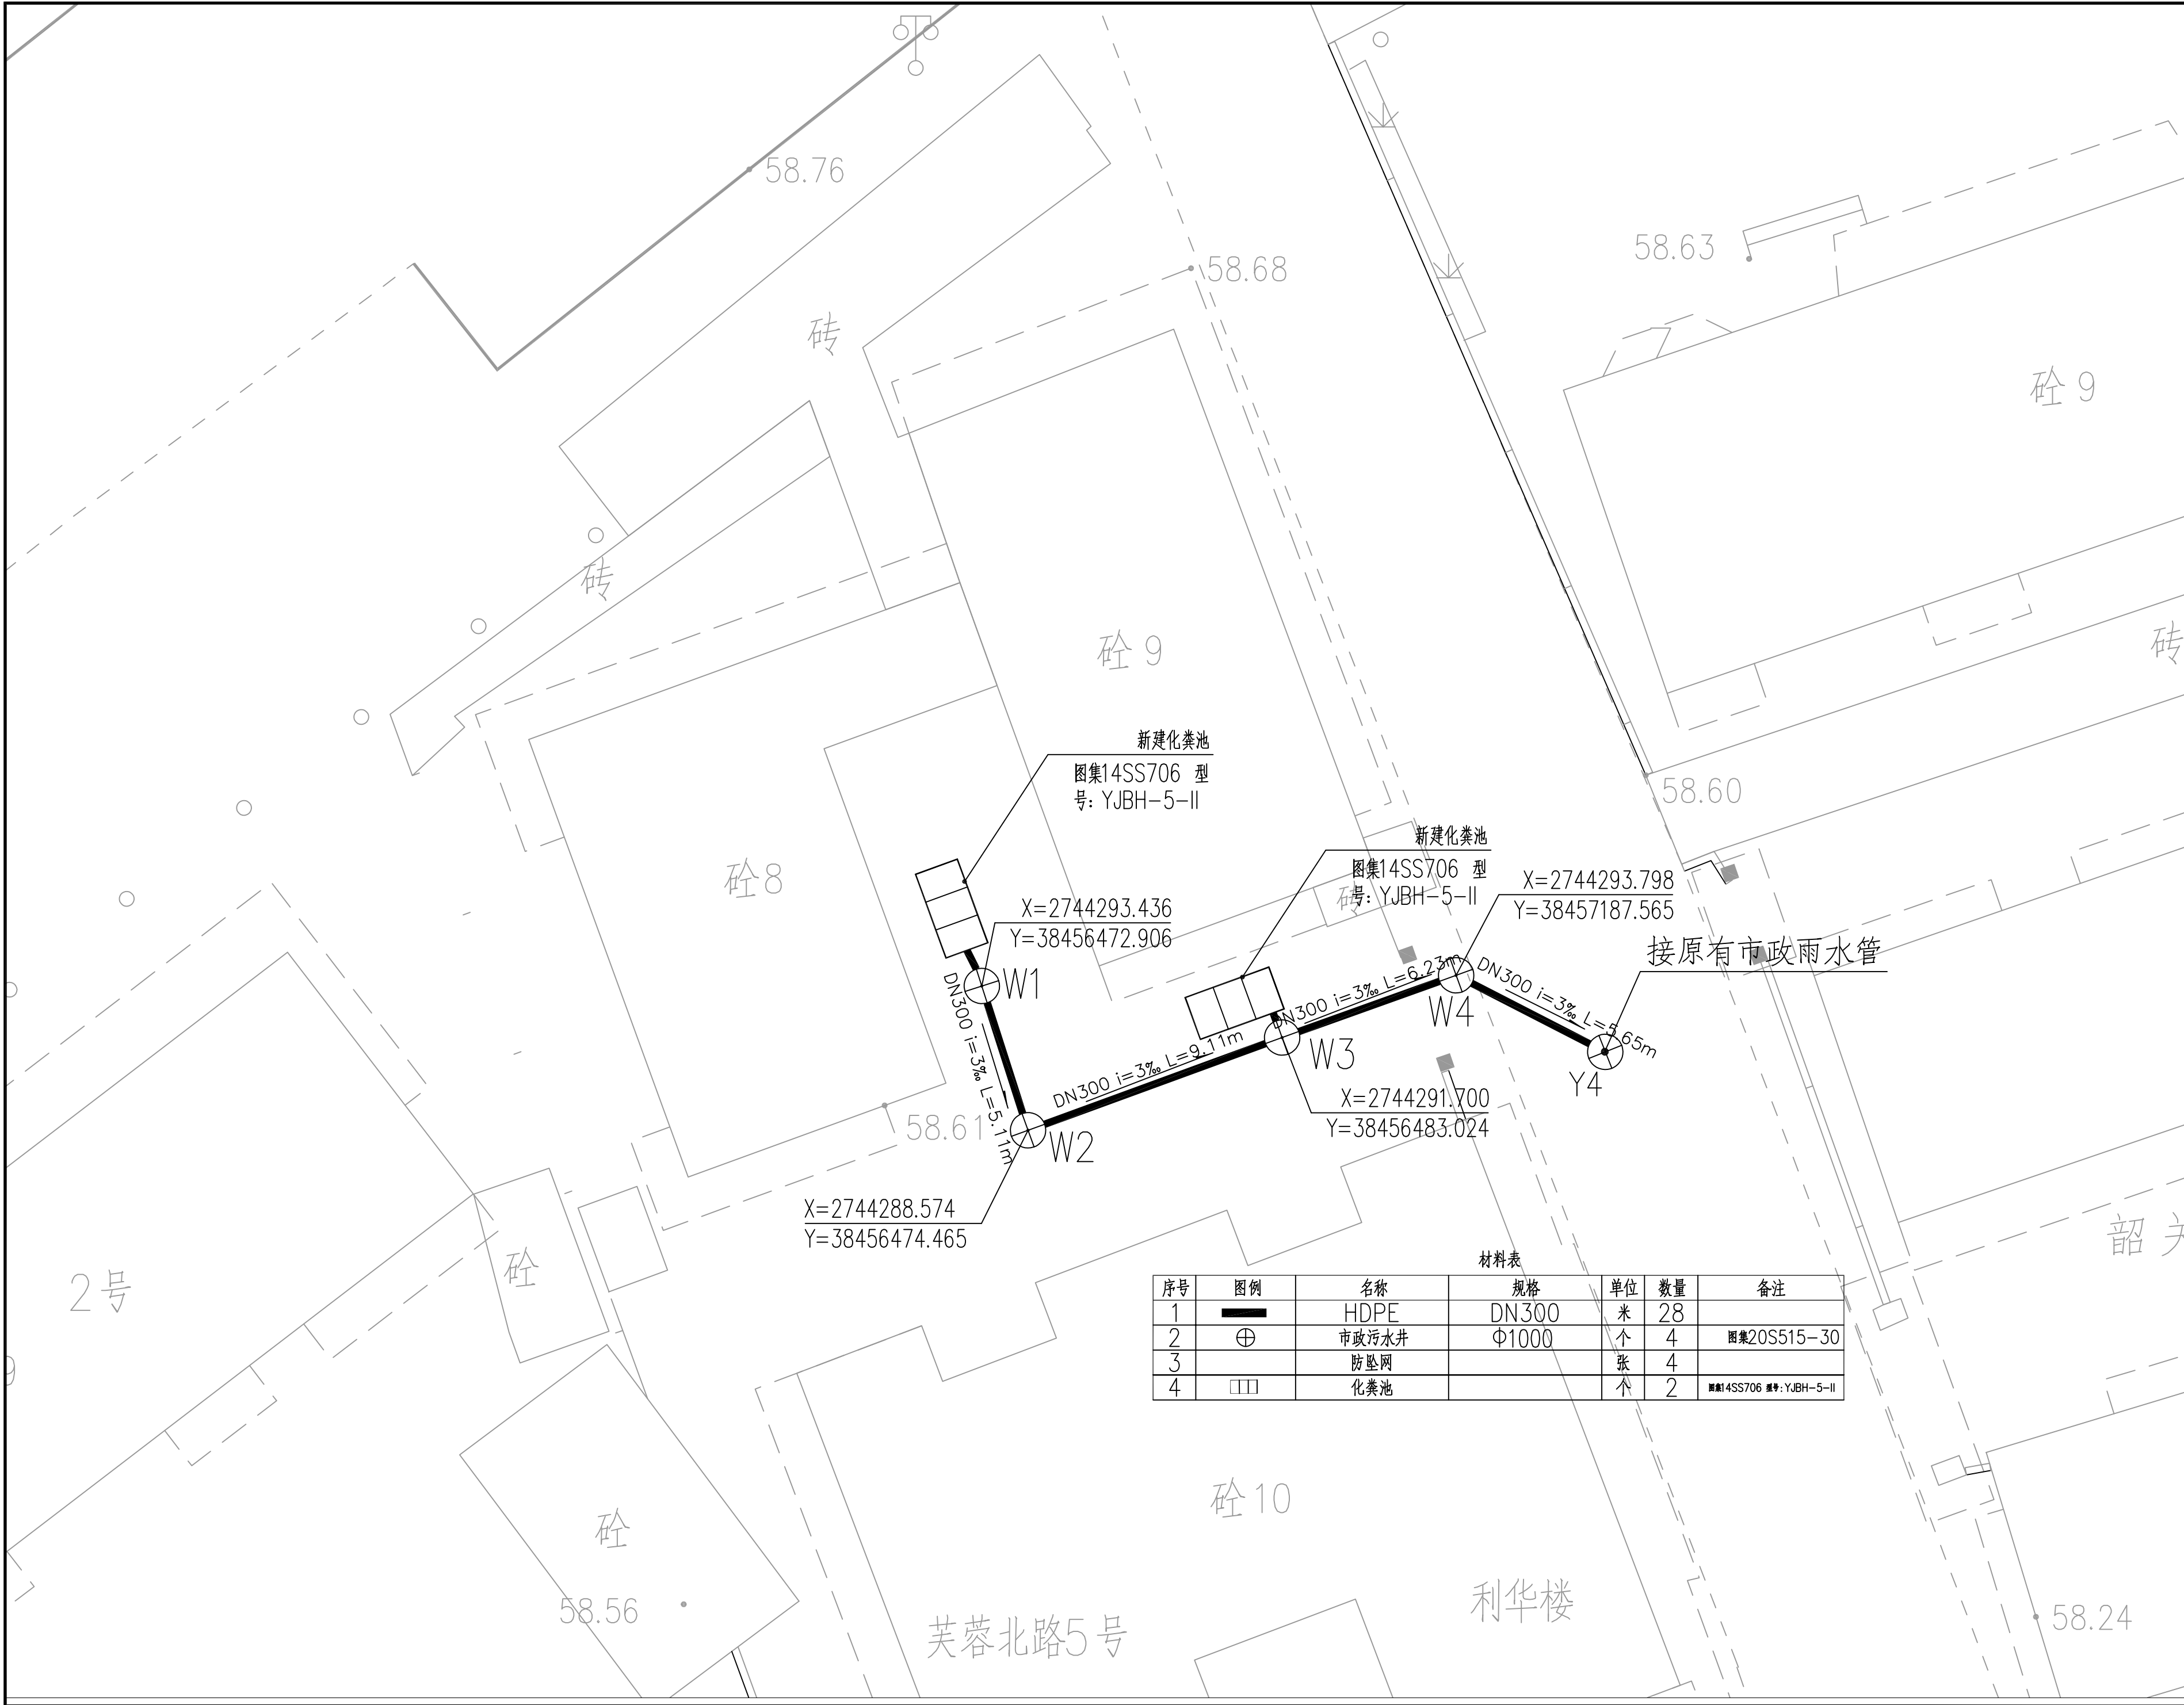 58.76
58.68
58.63
砖
砼9
砖
砼9
砖
新建化粪池
图集14SS706 型
号: YJBH-5-II
58.60
新建化粪池
图集14SS706 型
号: YJBH-5-II
砖
砼8
X=2744293.436
Y=38456472.906
X=2744293.798
Y=38457187.565
接原有市政雨水管
W1
DN300 i=3‰ L=5.11m
DN300 i=3‰ L=9.11m
DN300 i=3‰ L=6.23m
DN300 i=3‰ L=5.65m
W4
W3
Y4
X=2744291.700
Y=38456483.024
58.61
W2
X=2744288.574
Y=38456474.465
韶
砼
2号
9
材料表
序号 图例 名称 规格 单位 数量 备注
1 HDPE DN300 米 28
2 市政污水井 Φ1000 个 4 图集20S515-30
3 防坠网 张 4
4 化粪池 个 2 图集14SS706 型号:YJBH-5-II
砼10
砼
58.56
利华楼
芙蓉北路5号
58.24